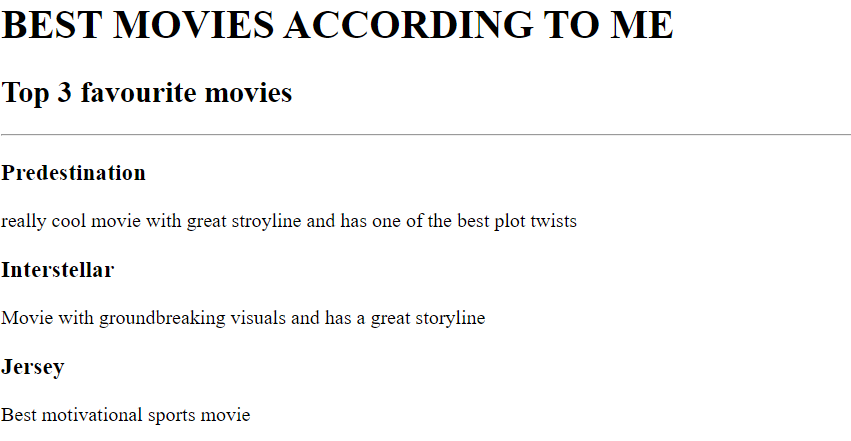 BEST MOVIES ACCORDING TO ME
Top 3 favourite movies
Predestination
really cool movie with great stroyline and has one of the best plot twists
Interstellar
Movie with groundbreaking visuals and has a great storyline
Jersey
Best motivational sports movie